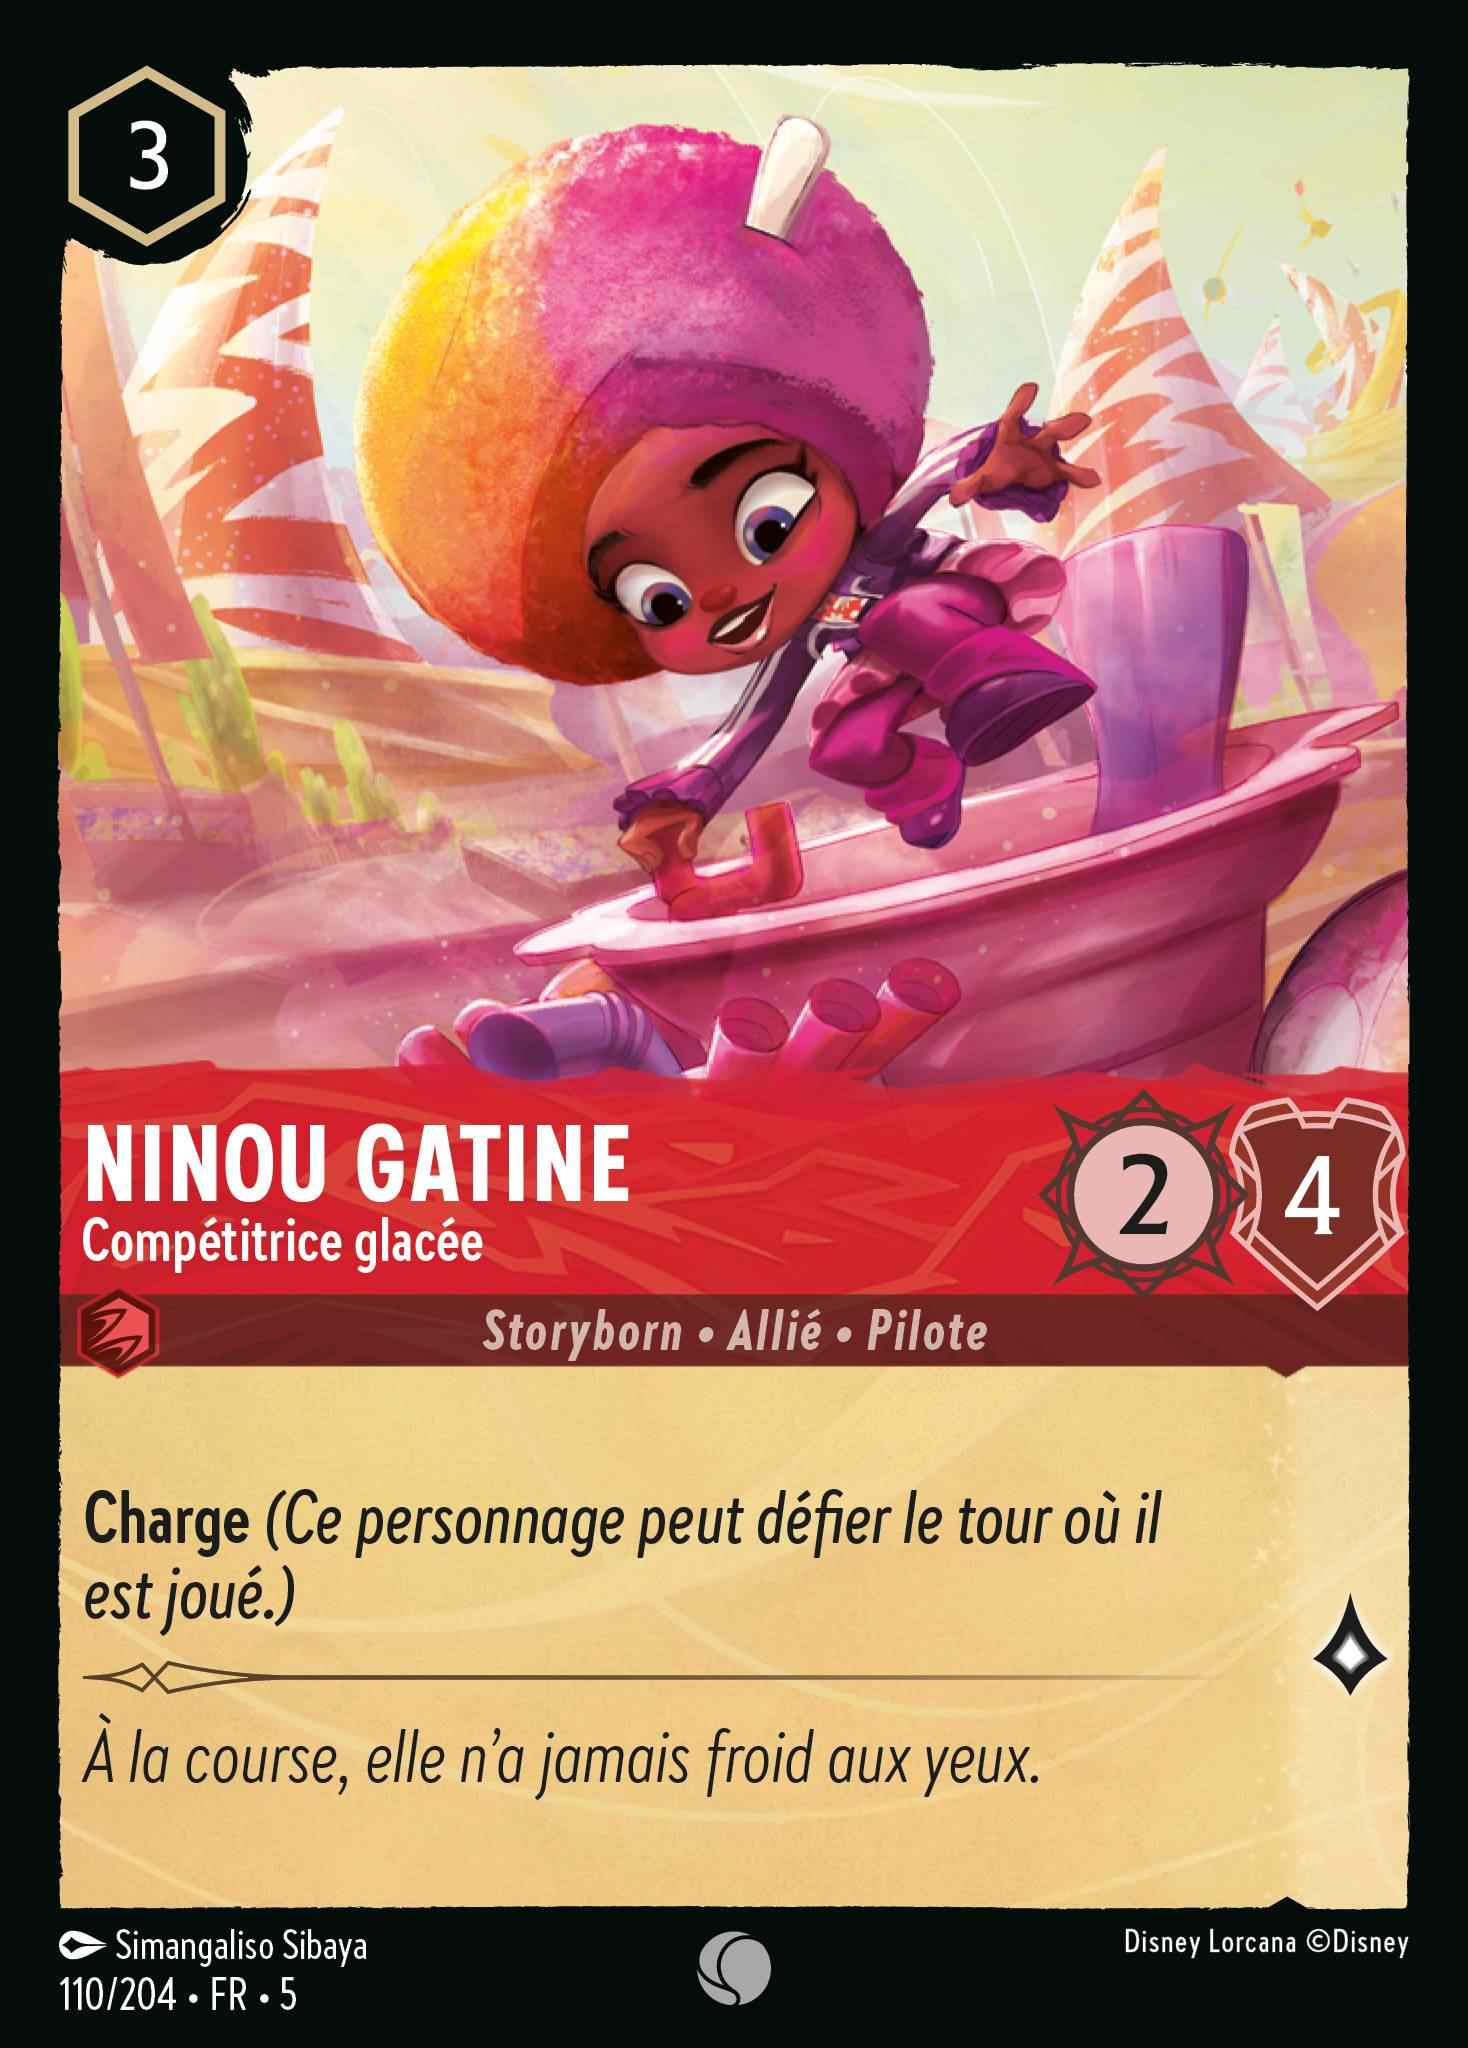 3
NINOU GATINE
Compétitrice glacée
2
4
Storyborn • Allié • Pilote
Charge (Ce personnage peut défier le tour où il
est joué.)
À la course, elle n'a jamais froid aux yeux.
Simangaliso Sibaya
110/204 • FR • 5
Disney Lorcana ©Disney